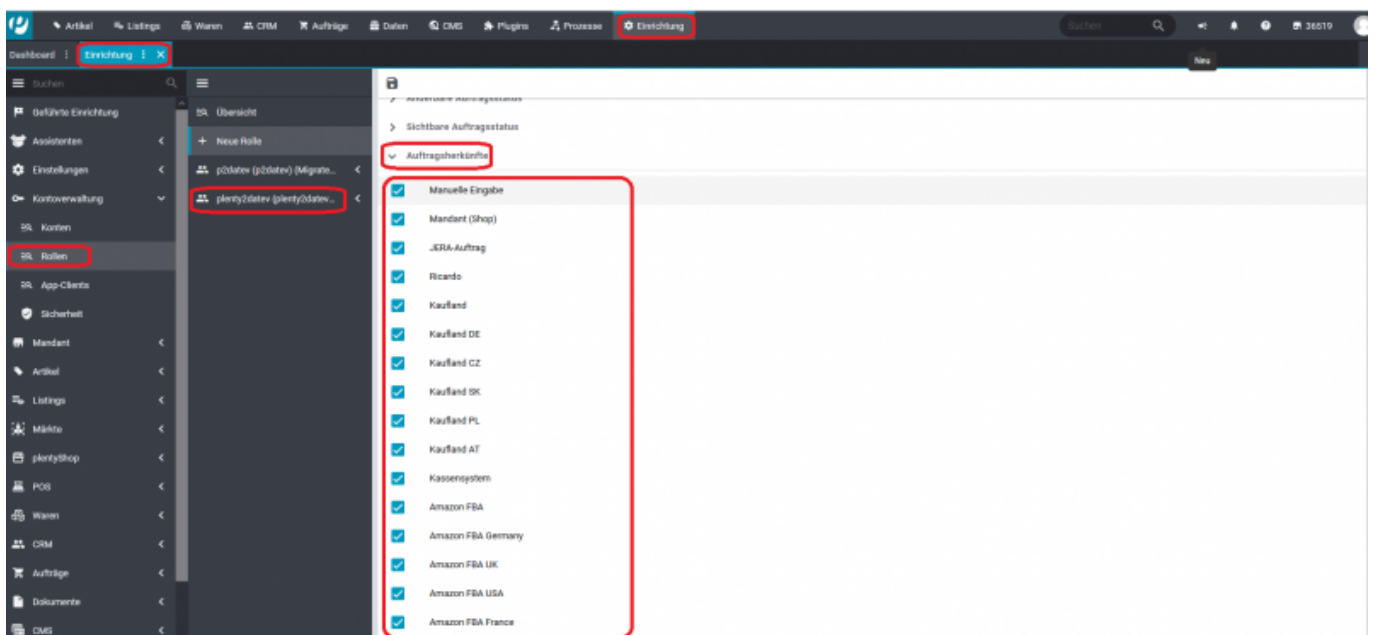 Artikel Listings Waren CRM Aufträge Daten CMS Plugins Prozesse Einrichtung Suchen 36519
Dashboard Einrichtung
Neu
Suchen
Geführte Einrichtung
Assistenten
Einstellungen
Kontoverwaltung
Konten
Rollen
App-Clients
Sicherheit
Mandant
Artikel
Listings
Märkte
plentyShop
POS
Waren
CRM
Aufträge
Dokumente
CMS
Übersicht
+ Neue Rolle
p2datev (p2datev) (Migrate...
plenty2datev (plenty2datev...
Änderbare Auftragsstatus
Sichtbare Auftragsstatus
Auftragsherkünfte
Manuelle Eingabe
Mandant (Shop)
JERA-Auftrag
Ricardo
Kaufland
Kaufland DE
Kaufland CZ
Kaufland SK
Kaufland PL
Kaufland AT
Kassensystem
Amazon FBA
Amazon FBA Germany
Amazon FBA UK
Amazon FBA USA
Amazon FBA France